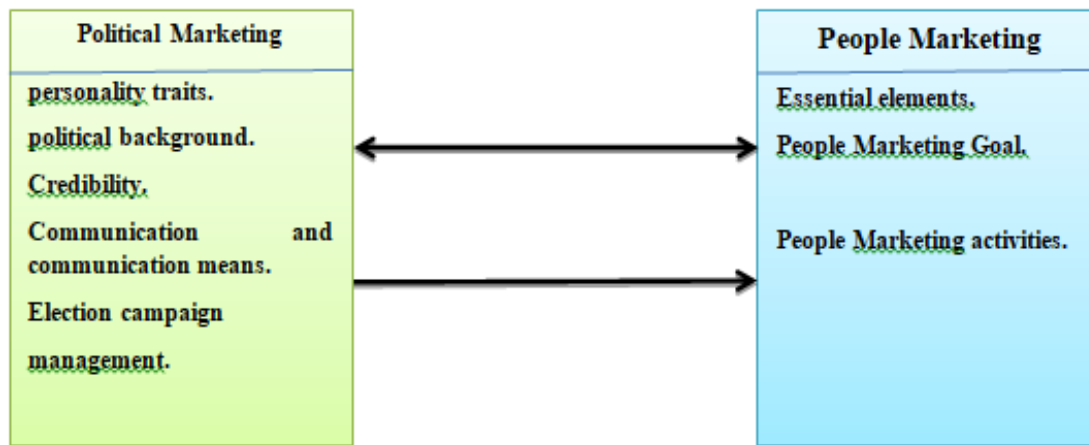 Political Marketing
personality traits.
political background.
Credibility.
Communication and
communication means.
Election campaign
management.
People Marketing
Essential elements.
People Marketing Goal.
People Marketing activities.